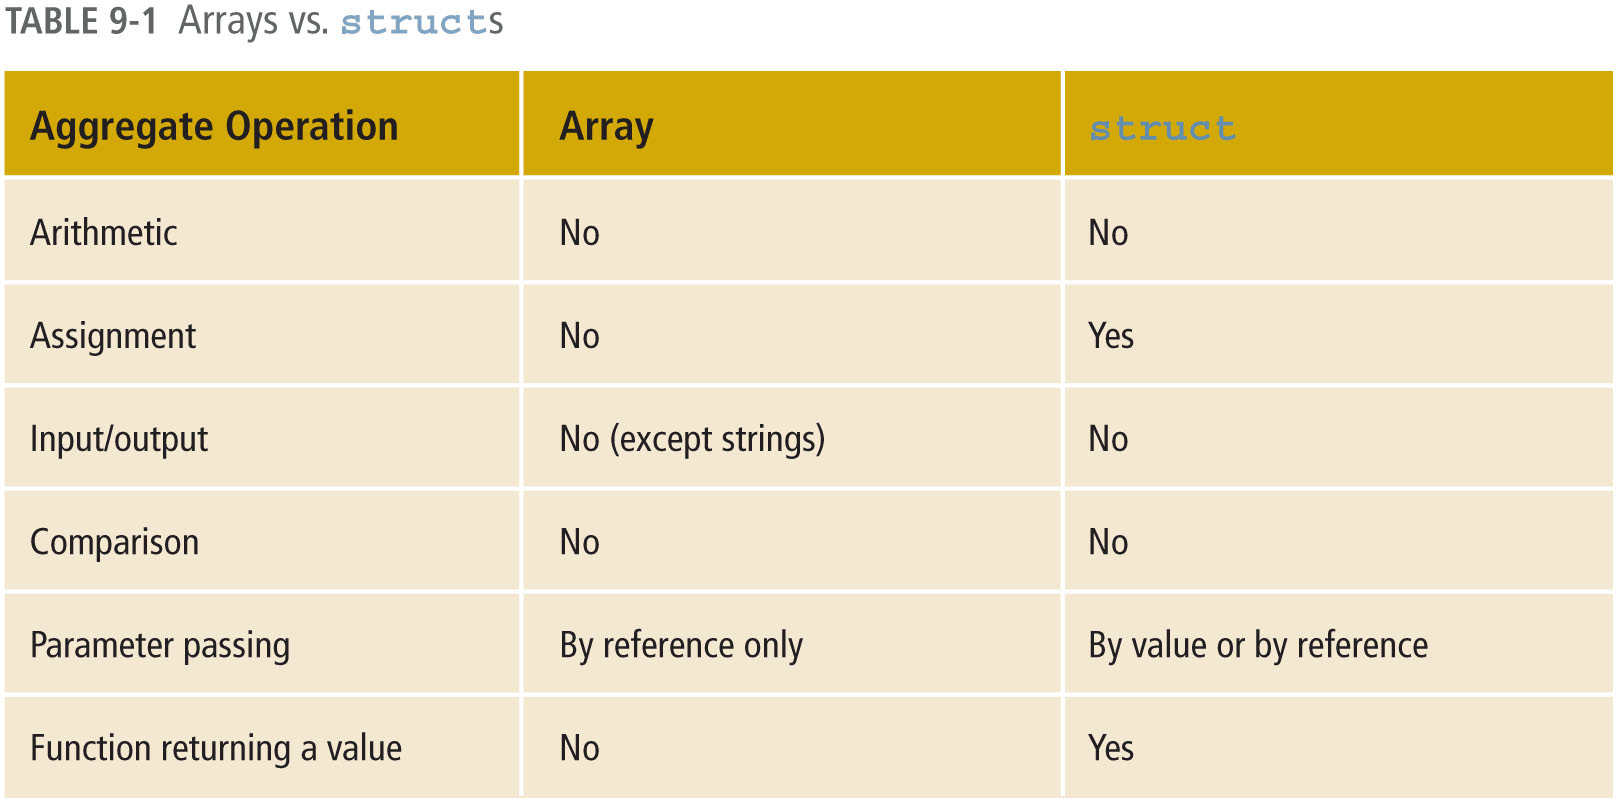 TABLE 9-1 Arrays vs. structs
Aggregate Operation Array struct
Arithmetic No No
Assignment No Yes
Input/output No (except strings) No
Comparison No No
Parameter passing By reference only By value or by reference
Function returning a value No Yes